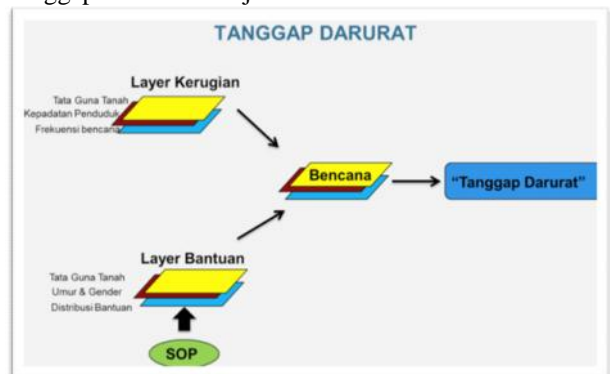 TANGGAP DARURAT
Layer Kerugian
Tata Guna Tanah
Kepadatan Penduduk
Frekuensi bencana
Bencana
"Tanggap Darurat"
Layer Bantuan
Tata Guna Tanah
Umur & Gender
Distribusi Bantuan
SOP